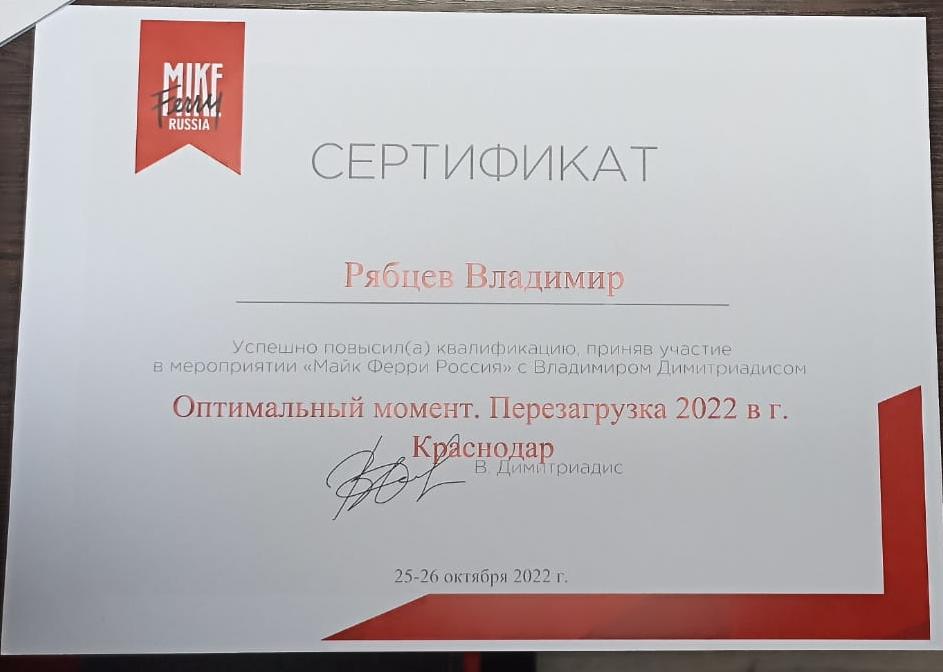 MIKE
Ferry
RUSSIA
СЕРТИФИКАТ
Рябцев Владимир
Успешно повысил(а) квалификацию, приняв участие
в мероприятии «Майк Ферри Россия» с Владимиром Димитриадисом
Оптимальный момент. Перезагрузка 2022 в г.
Краснодар
В. Димитриадис
25-26 октября 2022 г.